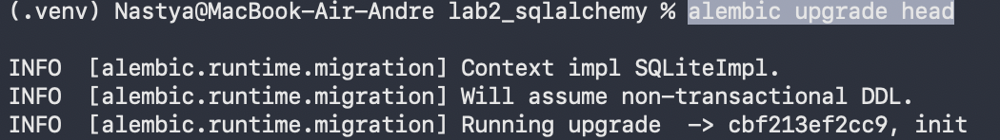 (.venv) Nastya@MacBook-Air-Andre lab2_sqlalchemy % alembic upgrade head
INFO  [alembic.runtime.migration] Context impl SQLiteImpl.
INFO  [alembic.runtime.migration] Will assume non-transactional DDL.
INFO  [alembic.runtime.migration] Running upgrade  -> cbf213ef2cc9, init